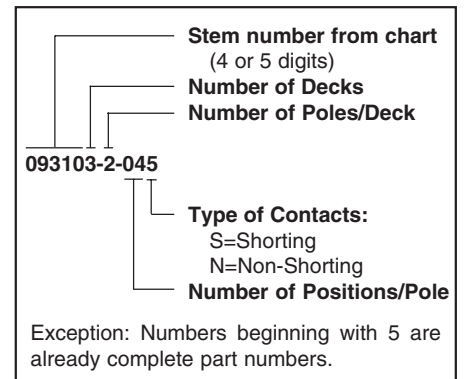 Stem number from chart
(4 or 5 digits)
Number of Decks
Number of Poles/Deck
093103-2-045
Type of Contacts:
S=Shorting
N=Non-Shorting
Number of Positions/Pole
Exception: Numbers beginning with 5 are
already complete part numbers.